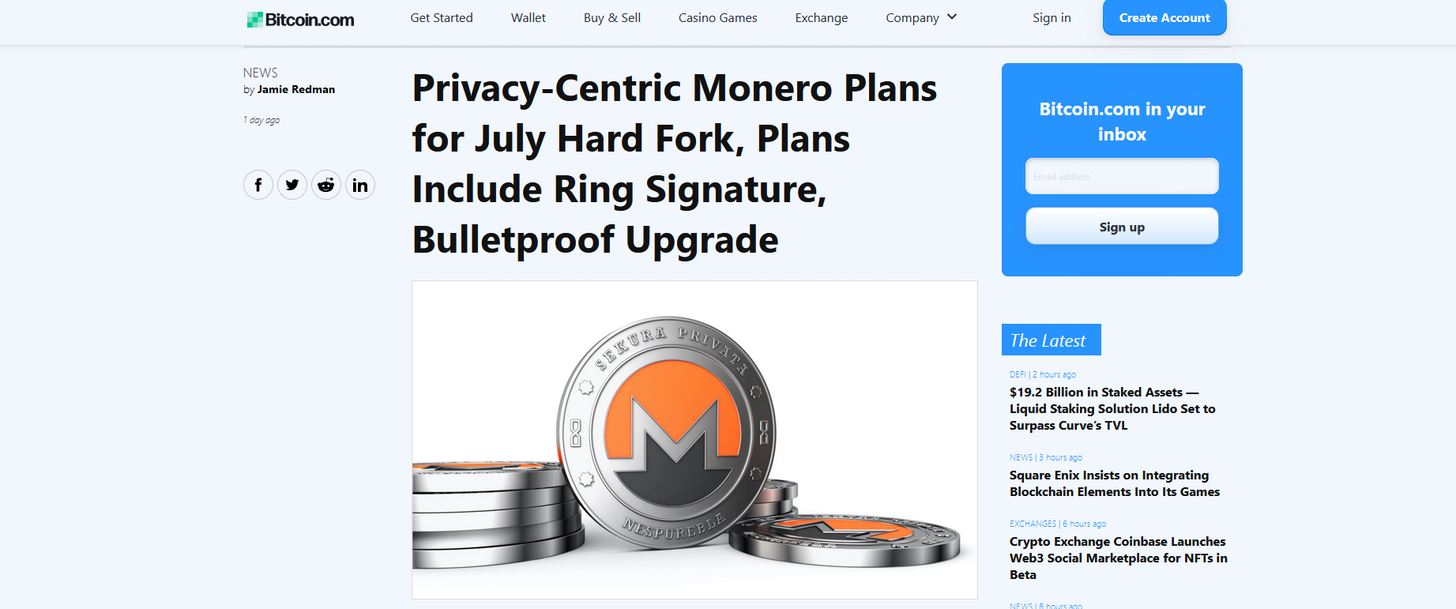 Bitcoin.com
Get Started
Wallet
Buy & Sell
Casino Games
Exchange
Company
Sign in
Create Account
NEWS
by Jamie Redman
1 day ago
Privacy-Centric Monero Plans
for July Hard Fork, Plans
Include Ring Signature,
Bulletproof Upgrade
SEKURA PRIVATA
NESPUREBLA
Bitcoin.com in your
inbox
Email address
Sign up
The Latest
DEFI | 2 hours ago
$19.2 Billion in Staked Assets —
Liquid Staking Solution Lido Set to
Surpass Curve's TVL
NEWS | 3 hours ago
Square Enix Insists on Integrating
Blockchain Elements Into Its Games
EXCHANGES | 6 hours ago
Crypto Exchange Coinbase Launches
Web3 Social Marketplace for NFTs in
Beta
NEWS | 8 hours ago